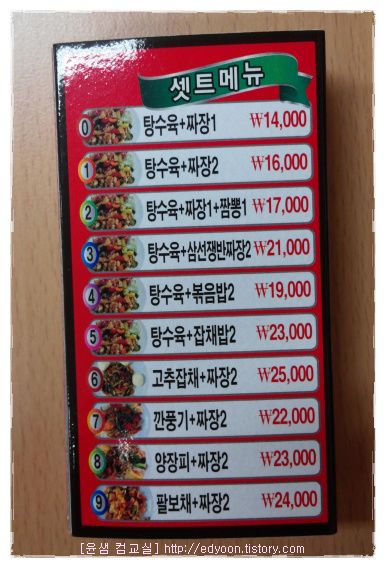 셋트메뉴
0 탕수육+짜장1 ₩14,000
1 탕수육+짜장2 ₩16,000
2 탕수육+짜장1+짬뽕1 ₩17,000
3 탕수육+삼선쟁반짜장2 ₩21,000
4 탕수육+볶음밥2 ₩19,000
5 탕수육+잡채밥2 ₩23,000
6 고추잡채+짜장2 ₩25,000
7 깐풍기+짜장2 ₩22,000
8 양장피+짜장2 ₩23,000
9 팔보채+짜장2 ₩24,000
[윤샘 컴교실] http://edyoon.tistory.com